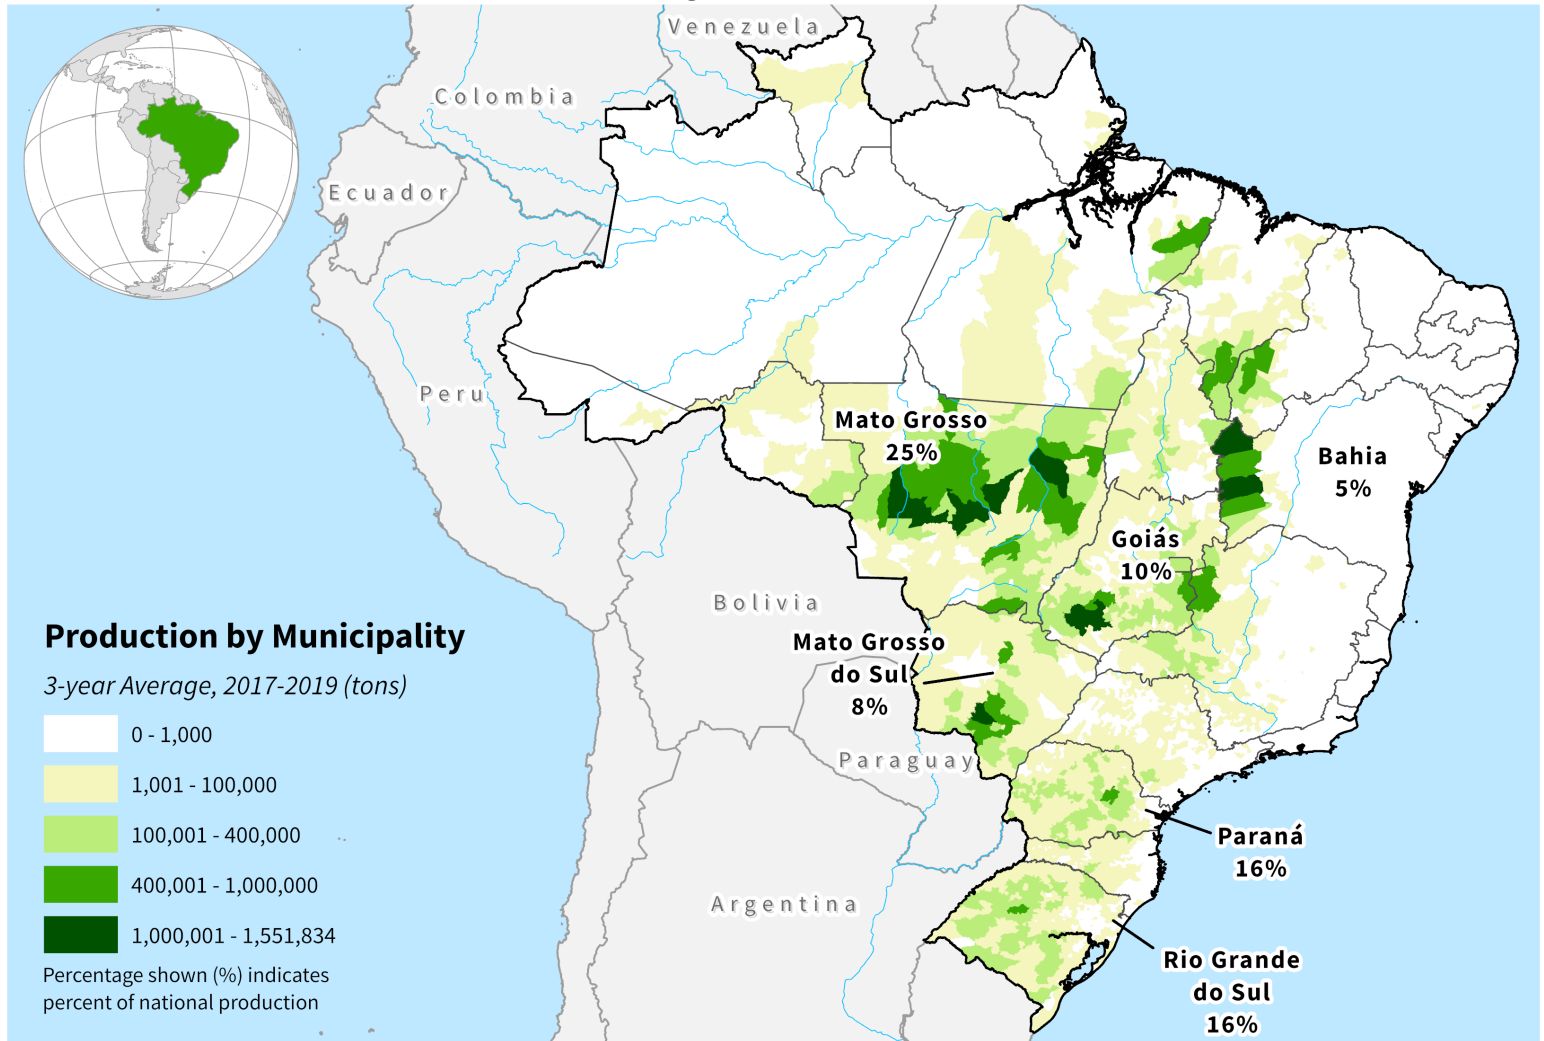 Venezuela
Colombia
Ecuador
Peru
Mato Grosso
25%
Bahia
5%
Goiás
10%
Bolivia
Mato Grosso
do Sul
8%
Paraguay
Paraná
16%
Argentina
Rio Grande
do Sul
16%
Production by Municipality
3-year Average, 2017-2019 (tons)
0 - 1,000
1,001 - 100,000
100,001 - 400,000
400,001 - 1,000,000
1,000,001 - 1,551,834
Percentage shown (%) indicates
percent of national production